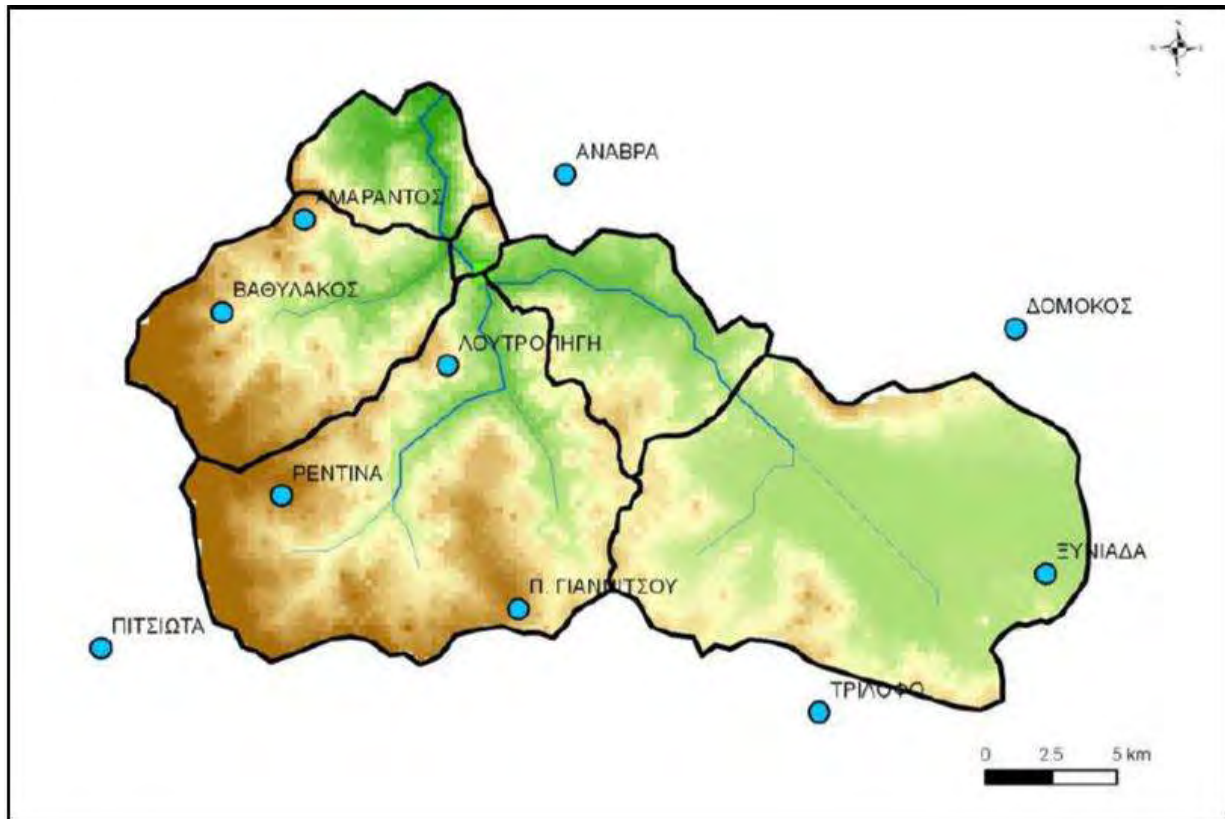 ΑΝΑΒΡΑ
ΑΜΑΡΑΝΤΟΣ
ΒΑΘΥΛΑΚΟΣ
ΔΟΜΟΚΟΣ
ΛΟΥΤΡΟΠΗΓΗ
ΡΕΝΤΙΝΑ
ΞΥΝΙΑΔΑ
Π. ΓΙΑΝΝΙΤΣΟΥ
ΠΙΤΣΙΩΤΑ
ΤΡΙΛΟΦΟ
0 2.5 5 km